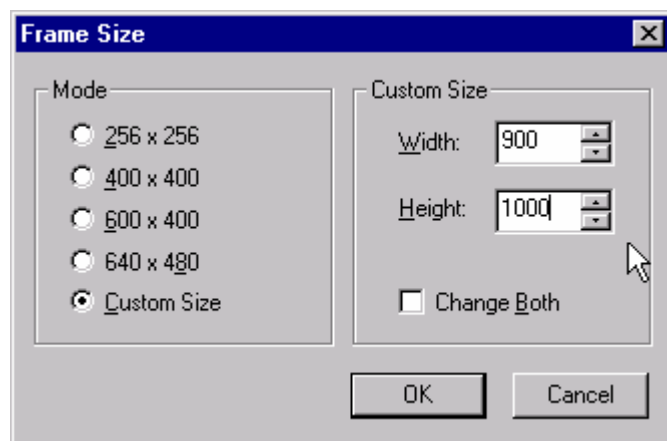 Frame Size
Mode
256 x 256
400 x 400
600 x 400
640 x 480
Custom Size
Custom Size
Width: 900
Height: 1000
Change Both
OK Cancel